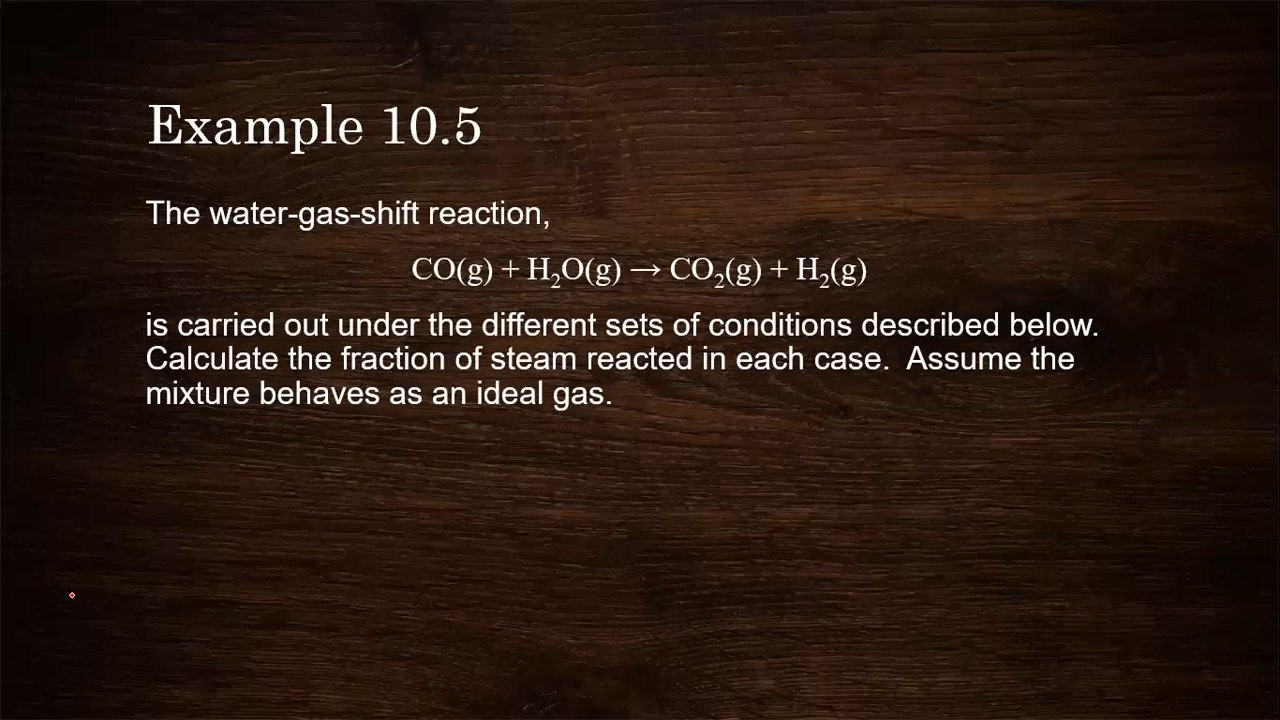 Example 10.5
The water-gas-shift reaction,
CO(g) + H₂O(g) → CO₂(g) + H₂(g)
is carried out under the different sets of conditions described below.
Calculate the fraction of steam reacted in each case.  Assume the
mixture behaves as an ideal gas.